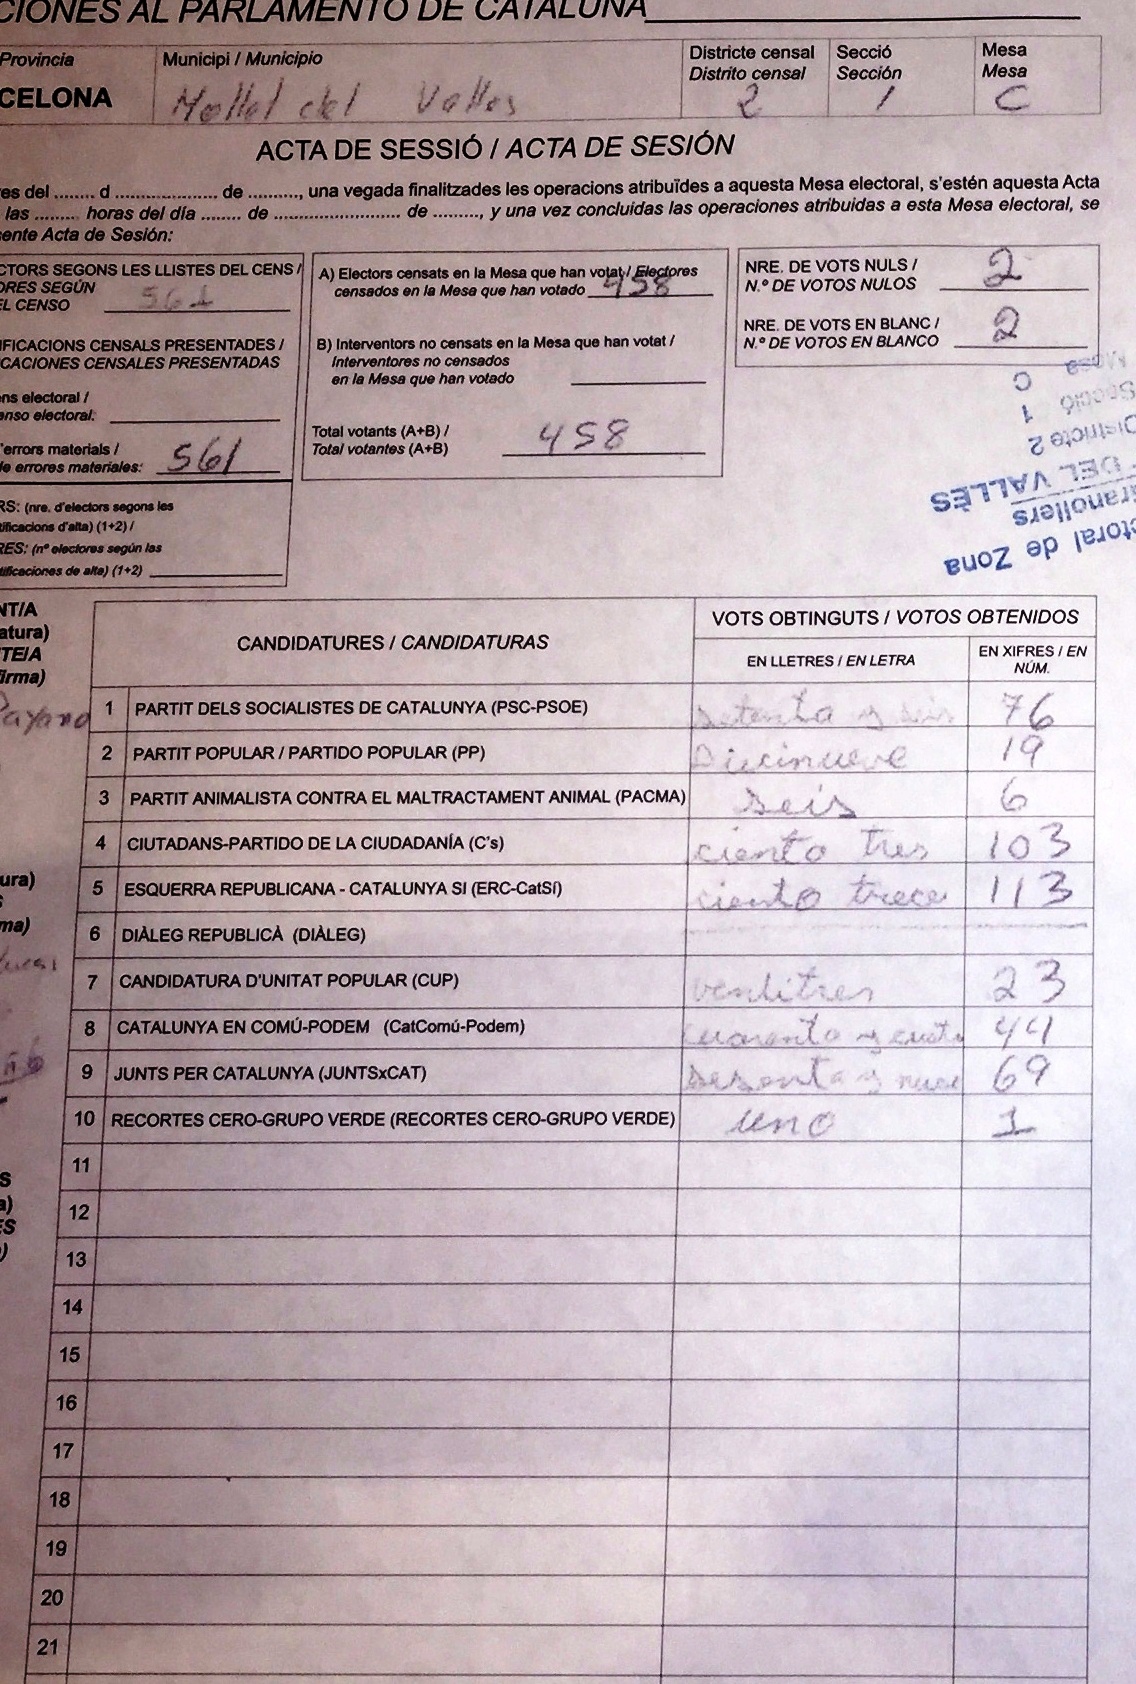 CIONES AL PARLAMENTO DE CATALUÑA
Provincia
CELONA
Municipi / Municipio
Mollet del Valles
Districte censal
Distrito censal
2
Secció
Sección
1
Mesa
Mesa
C
ACTA DE SESSIÓ / ACTA DE SESIÓN
es del ........ d ...................... de .........., una vegada finalitzades les operacions atribuïdes a aquesta Mesa electoral, s'estén aquesta Acta
las ......... horas del día ........ de ............................ de .........., y una vez concluidas las operaciones atribuidas a esta Mesa electoral, se
ente Acta de Sesión:
CTORS SEGONS LES LLISTES DEL CENS /
ORES SEGÚN
EL CENSO 561
IFICACIONS CENSALS PRESENTADES /
CACIONES CENSALES PRESENTADAS
ns electoral /
enso electoral:
'errors materials /
de errores materiales: 561
RS: (nre. d'electors segons les
tificacions d'alta) (1+2) /
RES: (nº electores según las
tificaciones de alta) (1+2)
A) Electors censats en la Mesa que han votat / Electores
censados en la Mesa que han votado 458
B) Interventors no censats en la Mesa que han votat /
Interventores no censados
en la Mesa que han votado
Total votants (A+B) /
Total votantes (A+B) 458
NRE. DE VOTS NULS /
N.º DE VOTOS NULOS 2
NRE. DE VOTS EN BLANC /
N.º DE VOTOS EN BLANCO 2
toral de Zona
ranollers
DEL VALLÈS
Districte 2
Secció 1
Mesa C
NT/A
atura)
TE/A
firma)
Payano
ura)
S
ma)
S
a)
ES
)
CANDIDATURES / CANDIDATURAS
VOTS OBTINGUTS / VOTOS OBTENIDOS
EN LLETRES / EN LETRA
EN XIFRES / EN
NÚM.
1 PARTIT DELS SOCIALISTES DE CATALUNYA (PSC-PSOE) setenta y seis 76
2 PARTIT POPULAR / PARTIDO POPULAR (PP) Diecinueve 19
3 PARTIT ANIMALISTA CONTRA EL MALTRACTAMENT ANIMAL (PACMA) seis 6
4 CIUTADANS-PARTIDO DE LA CIUDADANÍA (C's) ciento tres 103
5 ESQUERRA REPUBLICANA - CATALUNYA SI (ERC-CatSí) ciento trece 113
6 DIÀLEG REPUBLICÀ (DIÀLEG)
7 CANDIDATURA D'UNITAT POPULAR (CUP) ventitres 23
8 CATALUNYA EN COMÚ-PODEM (CatComú-Podem) cuarenta y cuatr 44
9 JUNTS PER CATALUNYA (JUNTSxCAT) sesenta y nueve 69
10 RECORTES CERO-GRUPO VERDE (RECORTES CERO-GRUPO VERDE) uno 1
11
12
13
14
15
16
17
18
19
20
21